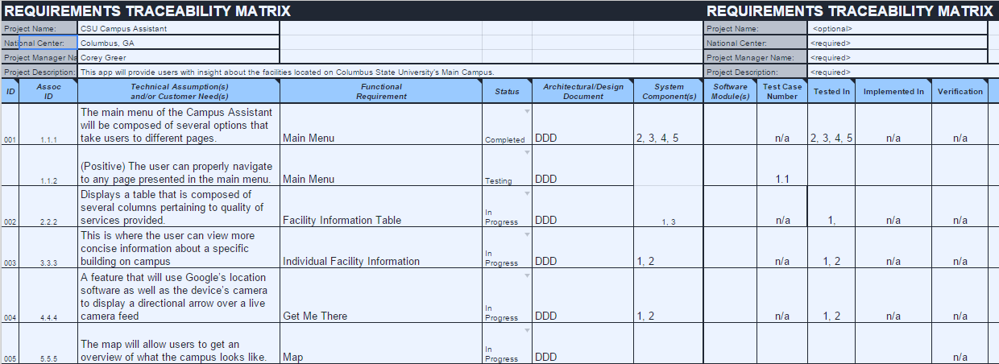 REQUIREMENTS TRACEABILITY MATRIX REQUIREMENTS TRACEABILITY MATRIX
Project Name: CSU Campus Assistant Project Name: <optional>
National Center: Columbus, GA National Center: <required>
Project Manager Na Corey Greer Project Manager Name: <required>
Project Description: This app will provide users with insight about the facilities located on Columbus State University's Main Campus. Project Description: <required>
ID
Assoc
ID
Technical Assumption(s)
and/or Customer Need(s)
Functional
Requirement
Status
Architectural/Design
Document
System
Component(s)
Software
Module(s)
Test Case
Number
Tested In
Implemented In
Verification
001
1.1.1
The main menu of the Campus Assistant
will be composed of several options that
take users to different pages.
Main Menu
Completed
DDD
2, 3, 4, 5
n/a
2, 3, 4, 5
n/a
n/a
1.1.2
(Positive) The user can properly navigate
to any page presented in the main menu.
Main Menu
Testing
DDD
1.1
002
2.2.2
Displays a table that is composed of
several columns pertaining to quality of
services provided.
Facility Information Table
In
Progress
DDD
1, 3
n/a
1,
n/a
n/a
003
3.3.3
This is where the user can view more
concise information about a specific
building on campus
Individual Facility Information
In
Progress
DDD
1, 2
n/a
1, 2
n/a
n/a
004
4.4.4
A feature that will use Google's location
software as well as the device's camera
to display a directional arrow over a live
camera feed
Get Me There
In
Progress
DDD
1, 2
n/a
1, 2
n/a
n/a
005
5.5.5
The map will allow users to get an
overview of what the campus looks like.
Map
In
Progress
DDD
n/a